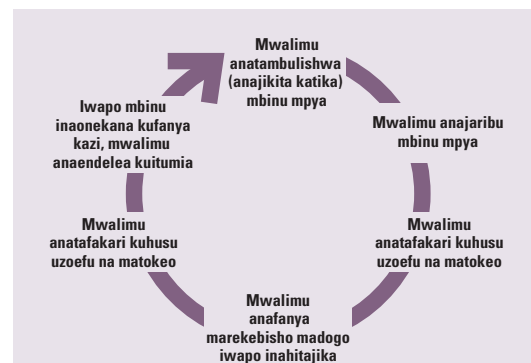 Mwalimu
anatambulishwa
(anajikita katika)
mbinu mpya
Mwalimu anajaribu
mbinu mpya
Mwalimu
anatafakari kuhusu
uzoefu na matokeo
Mwalimu
anafanya
marekebisho madogo
iwapo inahitajika
Mwalimu
anatafakari kuhusu
uzoefu na matokeo
Iwapo mbinu
inaonekana kufanya
kazi, mwalimu
anaendelea kuitumia